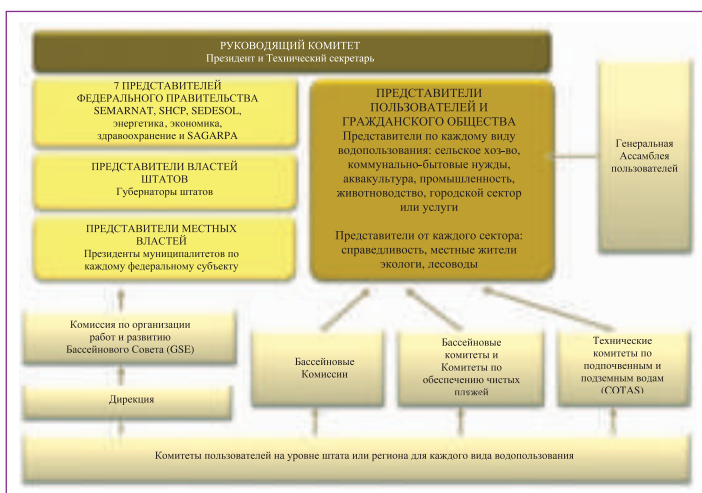 РУКОВОДЯЩИЙ КОМИТЕТ
Президент и Технический секретарь
7 ПРЕДСТАВИТЕЛЕЙ
ФЕДЕРАЛЬНОГО ПРАВИТЕЛЬСТВА
SEMARNAT, SHCP, SEDESOL,
энергетика, экономика,
здравоохранение и SAGARPA
ПРЕДСТАВИТЕЛИ ВЛАСТЕЙ
ШТАТОВ
Губернаторы штатов
ПРЕДСТАВИТЕЛИ МЕСТНЫХ
ВЛАСТЕЙ
Президенты муниципалитетов по
каждому федеральному субъекту
ПРЕДСТАВИТЕЛИ
ПОЛЬЗОВАТЕЛЕЙ И
ГРАЖДАНСКОГО ОБЩЕСТВА
Представители по каждому виду
водопользования: сельское хоз-во,
коммунально-бытовые нужды,
аквакультура, промышленность,
животноводство, городской сектор
или услуги
Представители от каждого сектора:
справедливость, местные жители
экологи, лесоводы
Генеральная
Ассамблея
пользователей
Комиссия по организации
работ и развитию
Бассейнового Совета (GSE)
Дирекция
Бассейновые
Комиссии
Бассейновые
комитеты и
Комитеты по
обеспечению чистых
пляжей
Технические
комитеты по
подпочвенным и
подземным водам
(COTAS)
Комитеты пользователей на уровне штата или региона для каждого вида водопользования